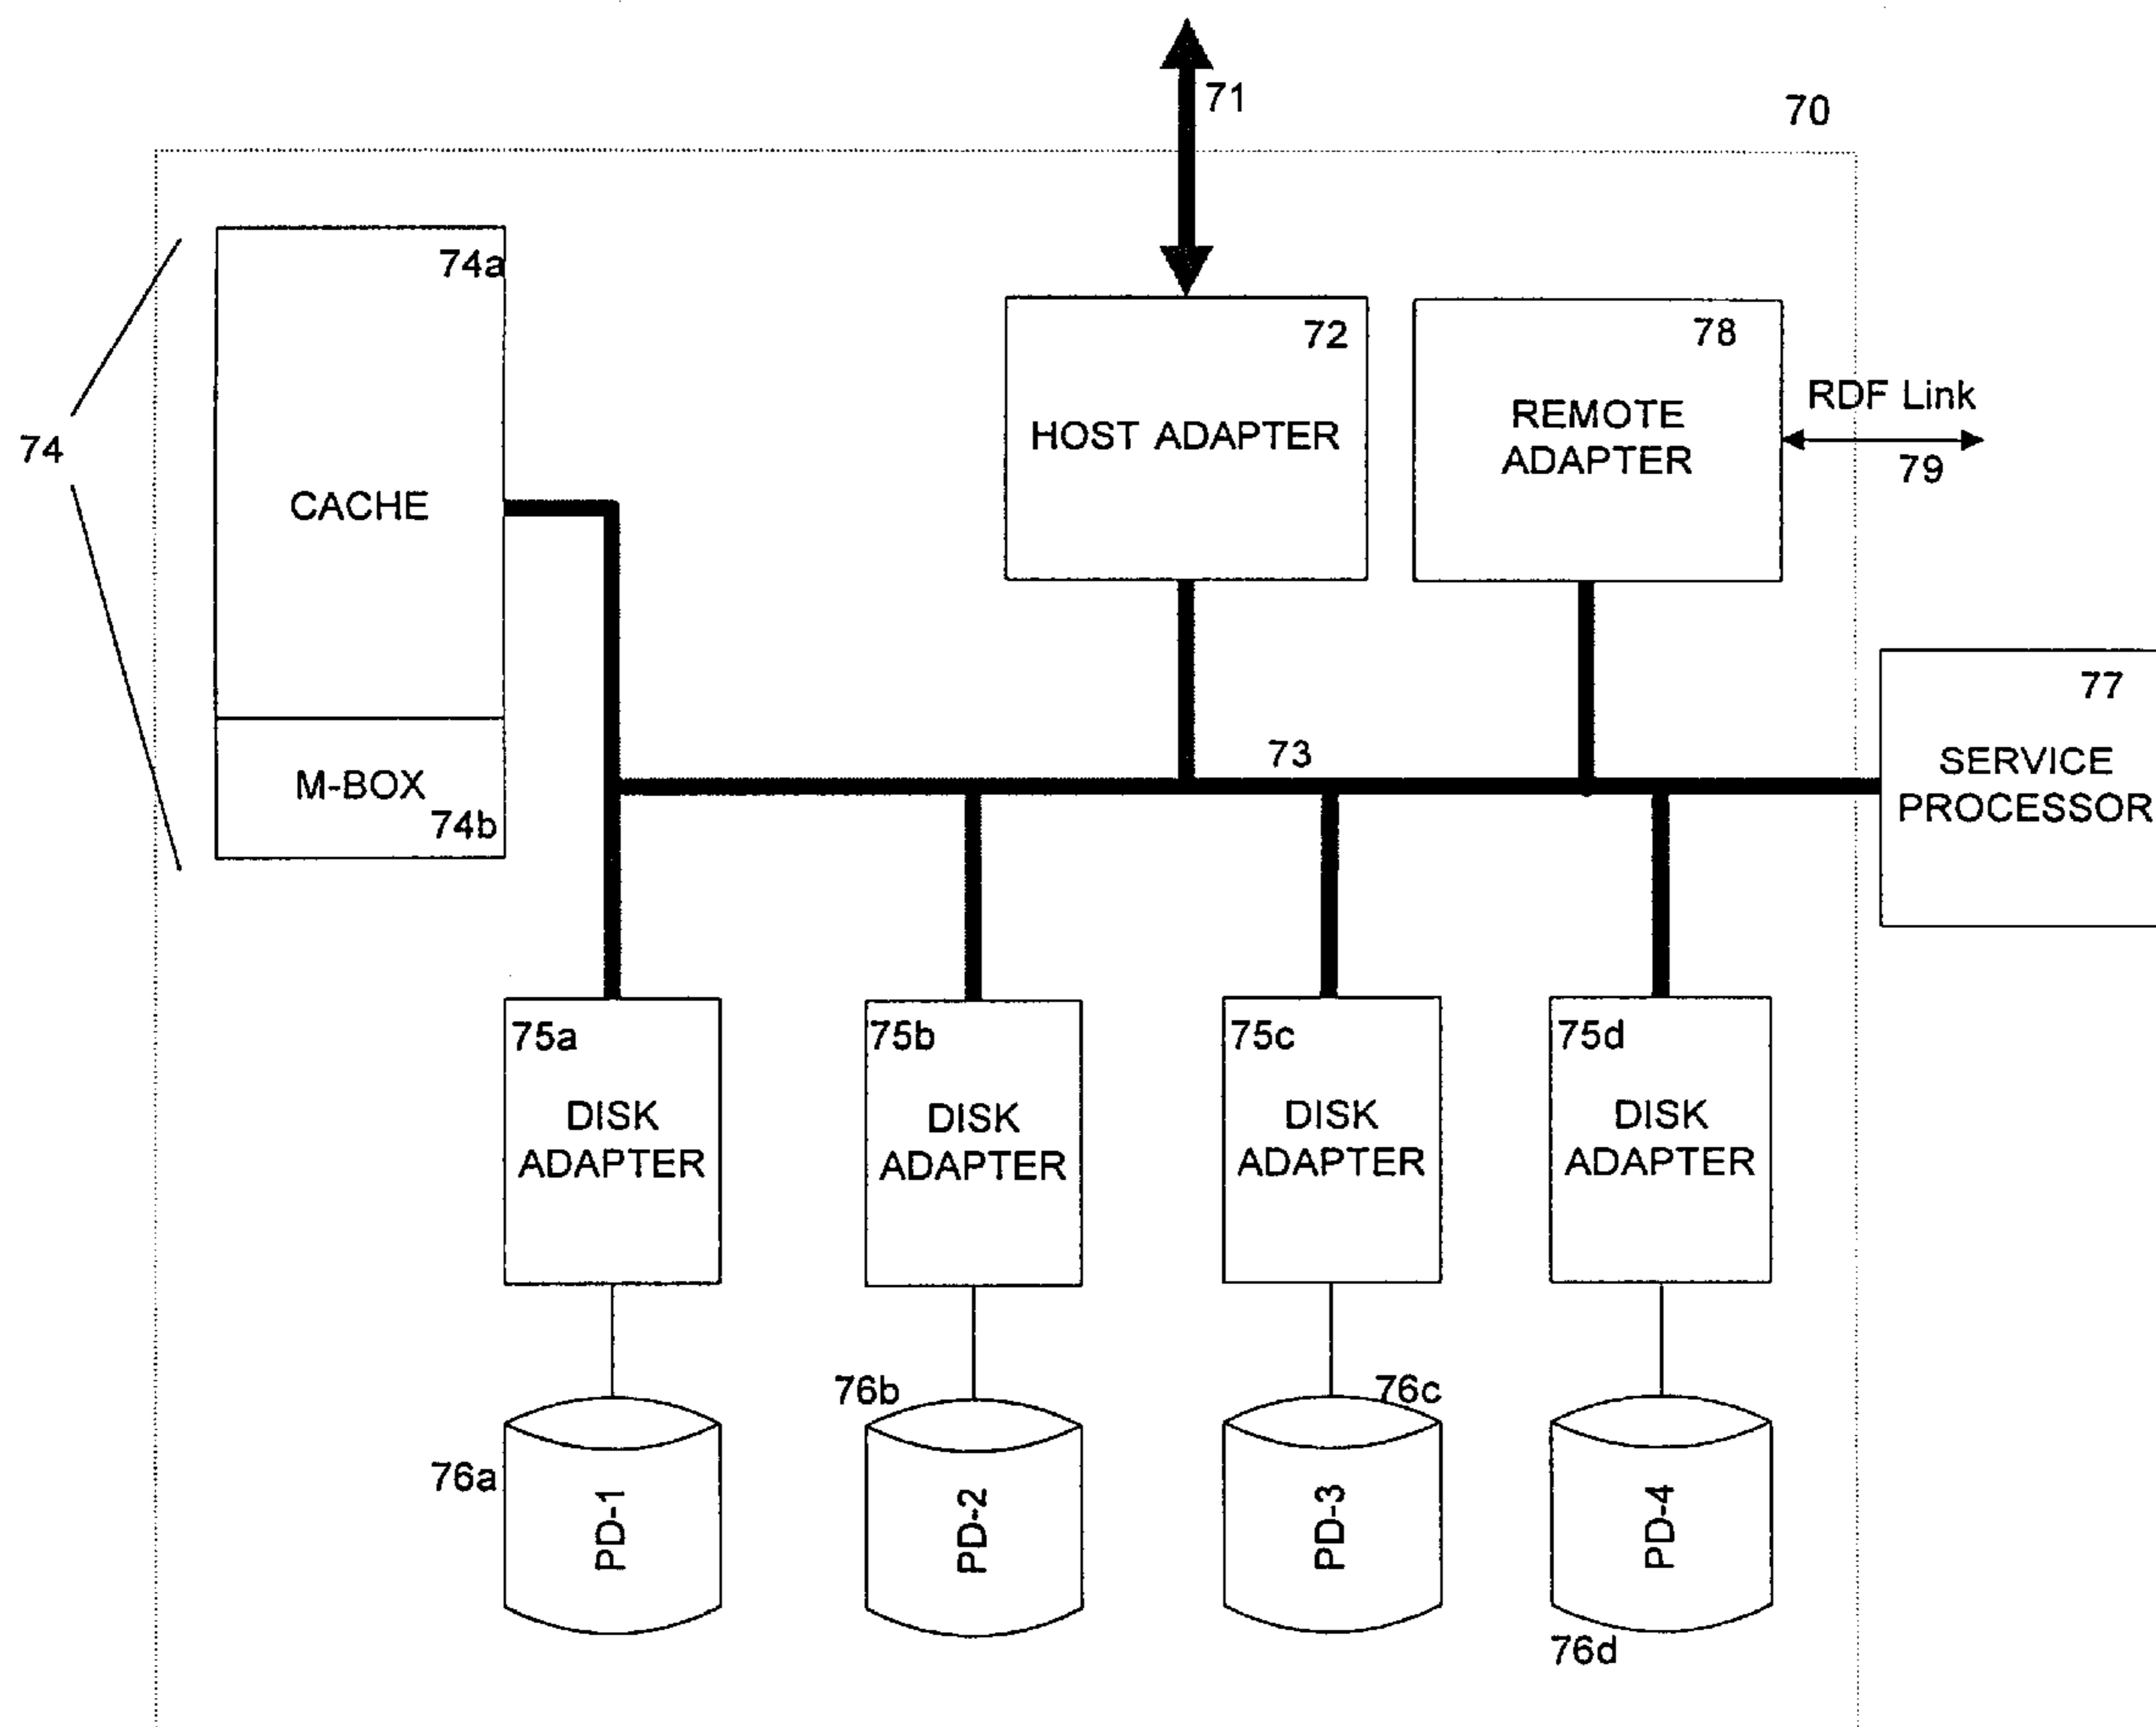 71
70
74a
72
78
RDF Link
79
HOST ADAPTER
REMOTE
ADAPTER
74
CACHE
77
SERVICE
PROCESSOR
73
M-BOX
74b
75a
DISK
ADAPTER
75b
DISK
ADAPTER
75c
DISK
ADAPTER
75d
DISK
ADAPTER
76a
PD-1
76b
PD-2
76c
PD-3
PD-4
76d